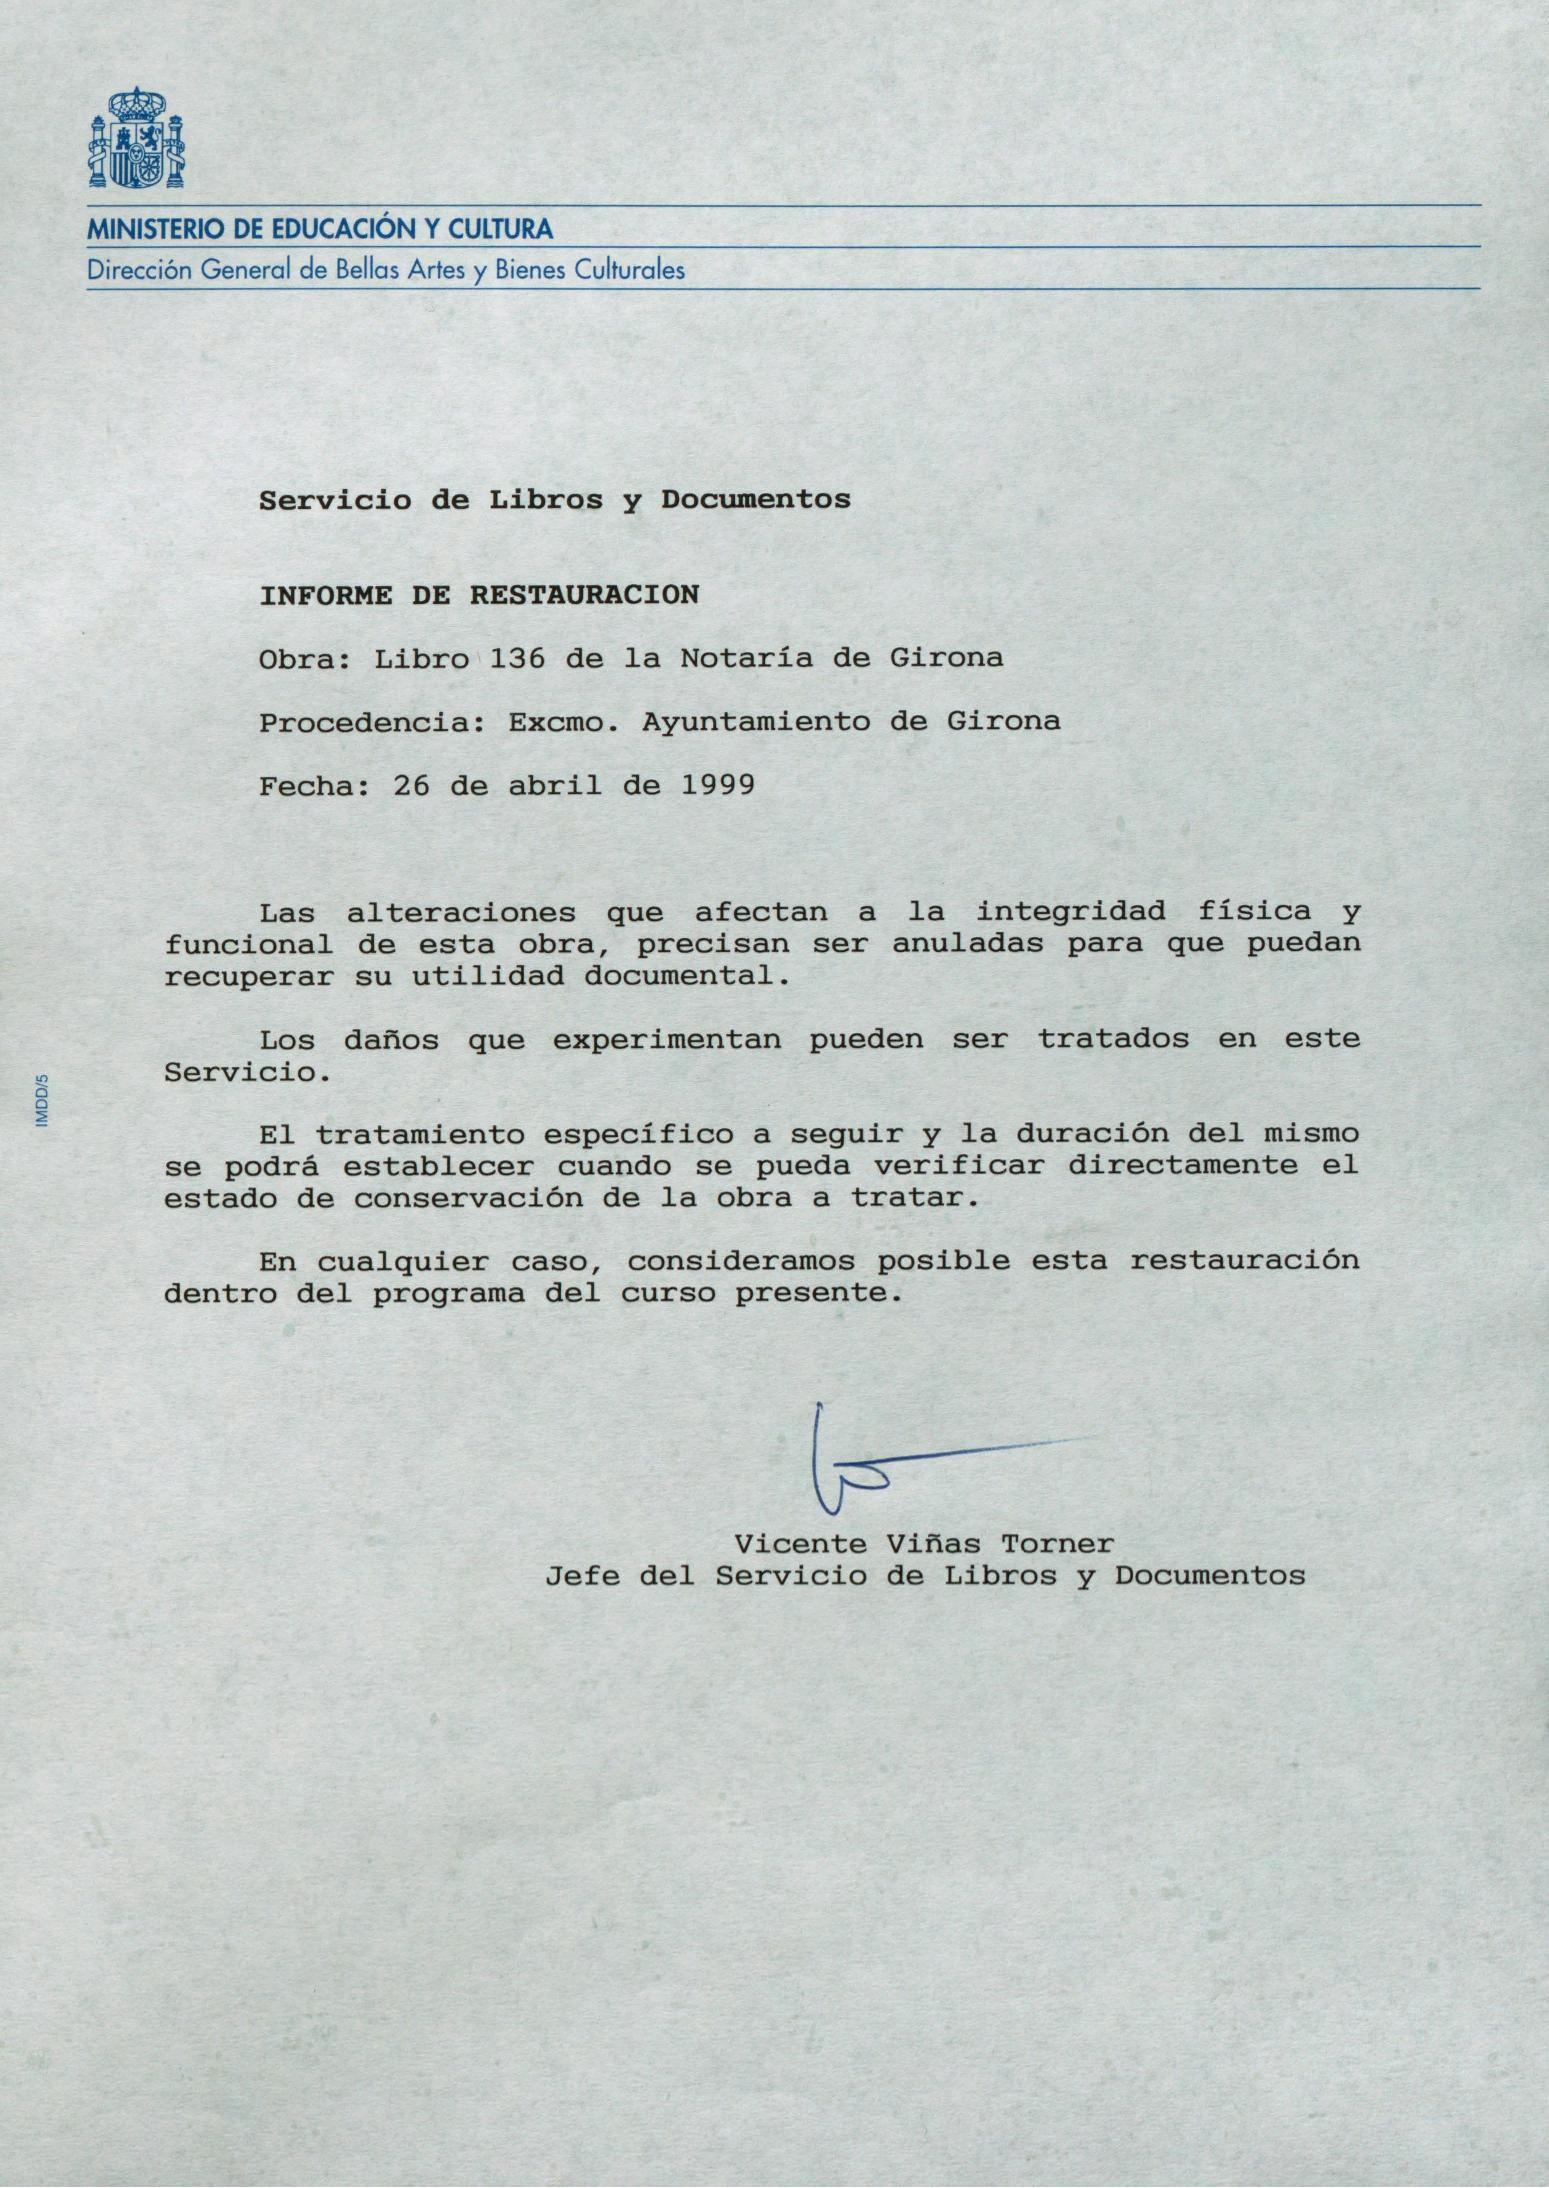 MINISTERIO DE EDUCACIÓN Y CULTURA
Dirección General de Bellas Artes y Bienes Culturales
Servicio de Libros y Documentos
INFORME DE RESTAURACION
Obra: Libro 136 de la Notaría de Girona
Procedencia: Excmo. Ayuntamiento de Girona
Fecha: 26 de abril de 1999
Las alteraciones que afectan a la integridad física y
funcional de esta obra, precisan ser anuladas para que puedan
recuperar su utilidad documental.
Los daños que experimentan pueden ser tratados en este
Servicio.
El tratamiento específico a seguir y la duración del mismo
se podrá establecer cuando se pueda verificar directamente el
estado de conservación de la obra a tratar.
En cualquier caso, consideramos posible esta restauración
dentro del programa del curso presente.
Vicente Viñas Torner
Jefe del Servicio de Libros y Documentos
IMDD/5